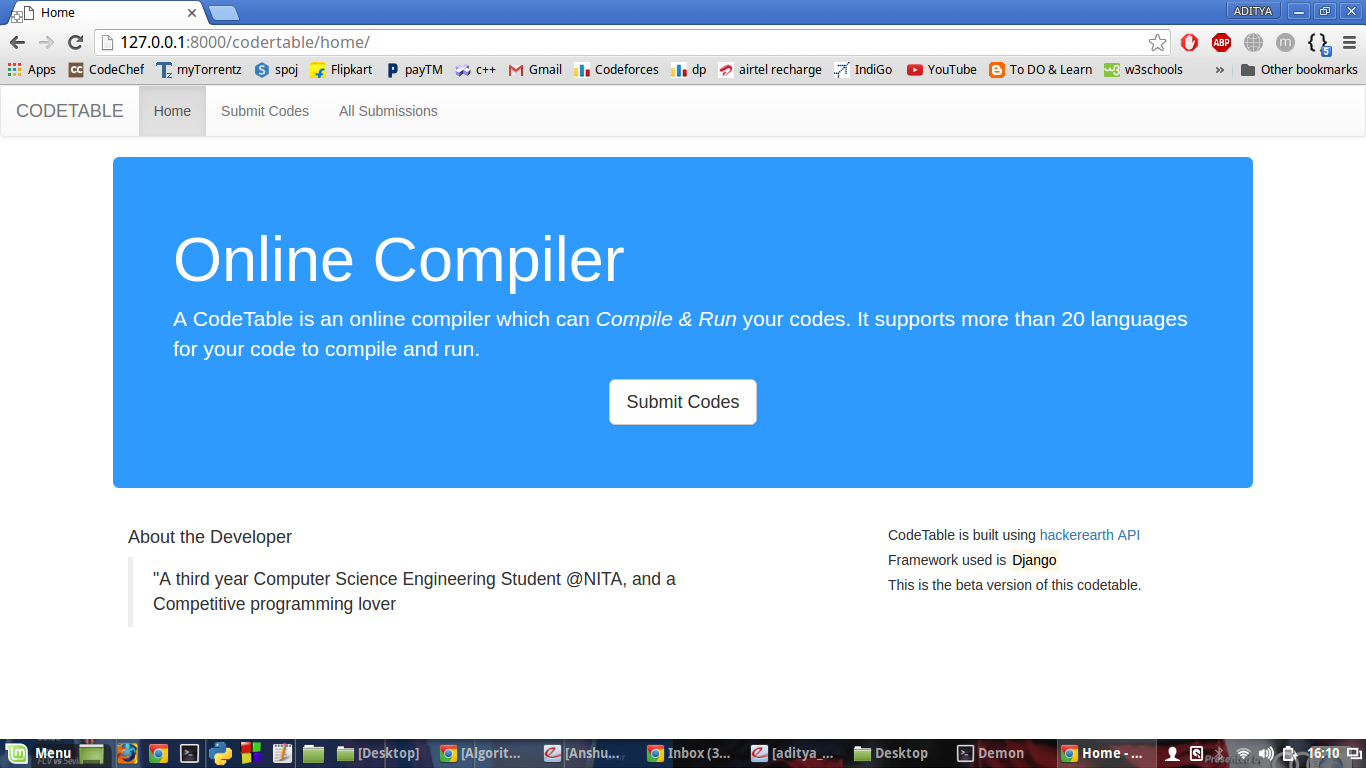 Home
ADITYA
127.0.0.1:8000/codertable/home/
ABP
m
5
Apps
CodeChef
myTorrentz
spoj
Flipkart
payTM
c++
Gmail
Codeforces
dp
airtel recharge
IndiGo
YouTube
To DO & Learn
w3schools
»
Other bookmarks
CODETABLE
Home
Submit Codes
All Submissions
Online Compiler
A CodeTable is an online compiler which can Compile & Run your codes. It supports more than 20 languages
for your code to compile and run.
Submit Codes
About the Developer
"A third year Computer Science Engineering Student @NITA, and a
Competitive programming lover
CodeTable is built using hackerearth API
Framework used is Django
This is the beta version of this codetable.
Menu
[Desktop]
[Algorit...
[Anshu...
Inbox (3...
[aditya_...
Desktop
Demon
Home - ...
16:10